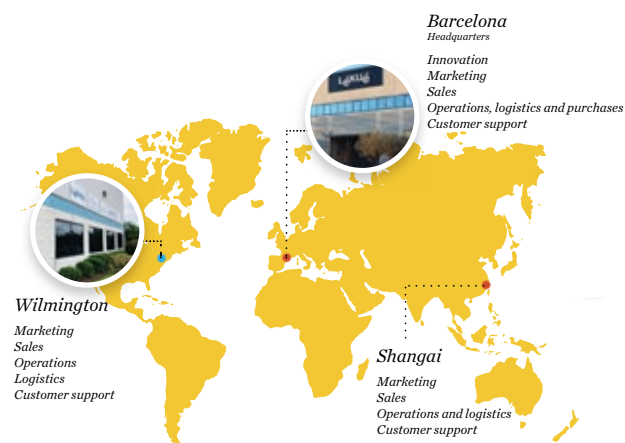 Barcelona
Headquarters
Innovation
Marketing
Sales
Operations, logistics and purchases
Customer support
Wilmington
Marketing
Sales
Operations
Logistics
Customer support
Shangai
Marketing
Sales
Operations and logistics
Customer support